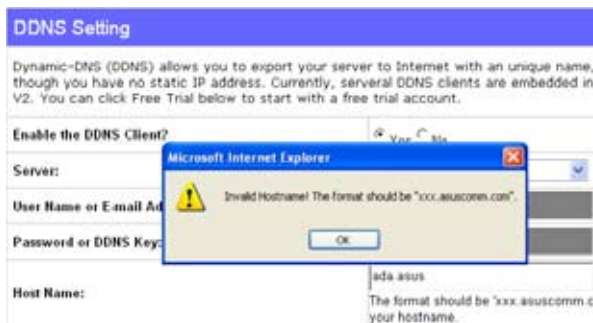 DDNS Setting
Dynamic-DNS (DDNS) allows you to export your server to Internet with an unique name,
though you have no static IP address. Currently, serveral DDNS clients are embedded in
V2. You can click Free Trial below to start with a free trial account.
Enable the DDNS Client?
Yes No
Microsoft Internet Explorer
Server:
Invalid Hostname! The format should be "xxx.asuscomm.com".
User Name or E-mail Ad
OK
Password or DDNS Key:
ada.asus
Host Name:
The format should be 'xxx.asuscomm.c
your hostname.